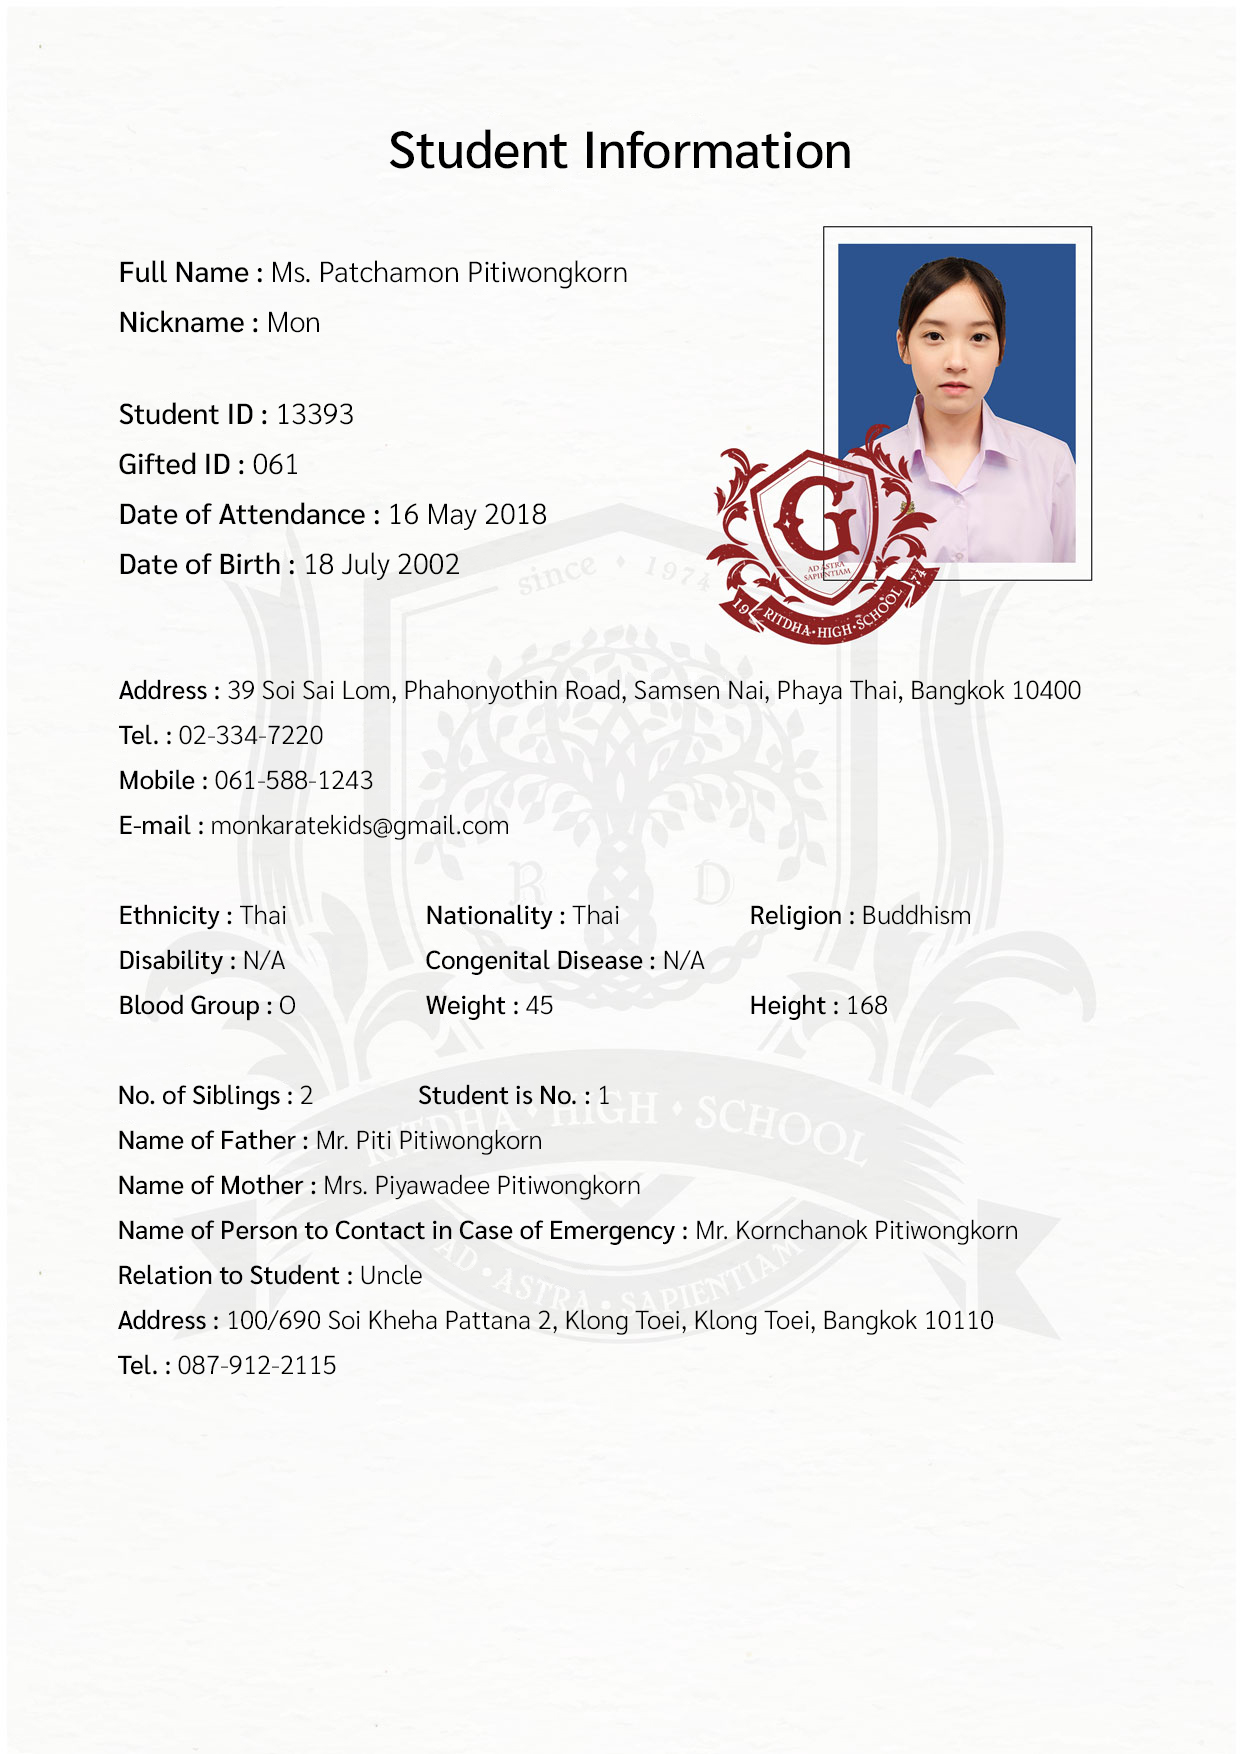 Student Information
Full Name : Ms. Patchamon Pitiwongkorn
Nickname : Mon
Student ID : 13393
Gifted ID : 061
Date of Attendance : 16 May 2018
Date of Birth : 18 July 2002
G
AD ASTRA
SAPIENTIAM
19 74
RITDHA•HIGH•SCHOOL
since ♦ 1974
Address : 39 Soi Sai Lom, Phahonyothin Road, Samsen Nai, Phaya Thai, Bangkok 10400
Tel. : 02-334-7220
Mobile : 061-588-1243
E-mail : monkaratekids@gmail.com
R D
Ethnicity : Thai Nationality : Thai Religion : Buddhism
Disability : N/A Congenital Disease : N/A
Blood Group : O Weight : 45 Height : 168
No. of Siblings : 2 Student is No. : 1
RITDHA ♦ HIGH ♦ SCHOOL
Name of Father : Mr. Piti Pitiwongkorn
Name of Mother : Mrs. Piyawadee Pitiwongkorn
Name of Person to Contact in Case of Emergency : Mr. Kornchanok Pitiwongkorn
Relation to Student : Uncle
AD • ASTRA • SAPIENTIAM
Address : 100/690 Soi Kheha Pattana 2, Klong Toei, Klong Toei, Bangkok 10110
Tel. : 087-912-2115